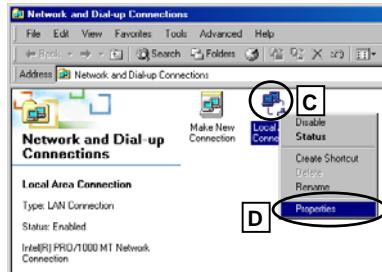 Network and Dial-up Connections
File Edit View Favorites Tools Advanced Help
Back Search Folders
Address Network and Dial-up Connections
Network and Dial-up
Connections
Local Area Connection
Type: LAN Connection
Status: Enabled
Intel(R) PRO/1000 MT Network
Connection
Make New
Connection
Local
Conne
C
Disable
Status
Create Shortcut
Delete
Rename
Properties
D